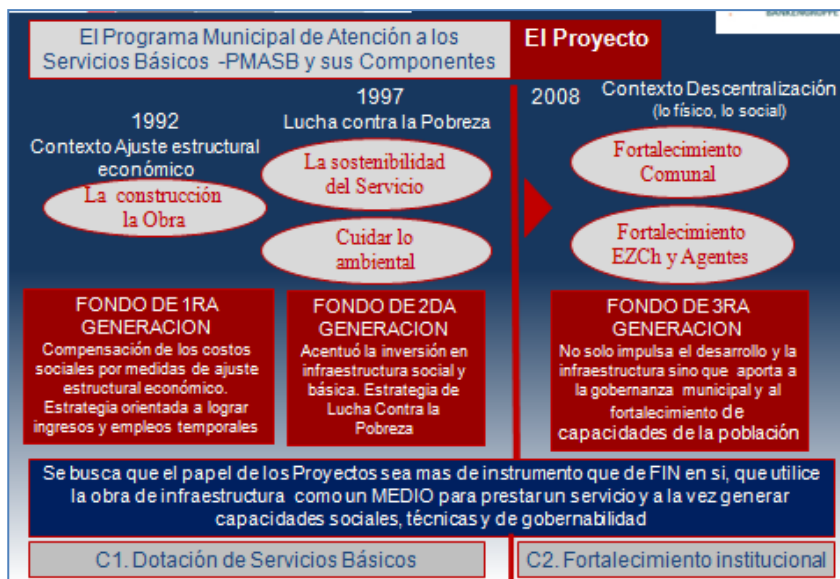 BANKENGRUPPE
El Programa Municipal de Atención a los
Servicios Básicos -PMASB y sus Componentes
El Proyecto
1992
Contexto Ajuste estructural
económico
La construcción
la Obra
1997
Lucha contra la Pobreza
La sostenibilidad
del Servicio
Cuidar lo
ambiental
2008
Contexto Descentralización
(lo físico, lo social)
Fortalecimiento
Comunal
Fortalecimiento
EZCh y Agentes
FONDO DE 1RA
GENERACION
Compensación de los costos
sociales por medidas de ajuste
estructural económico.
Estrategia orientada a lograr
ingresos y empleos temporales
FONDO DE 2DA
GENERACION
Acentuó la inversión en
infraestructura social y
básica. Estrategia de
Lucha Contra la
Pobreza
FONDO DE 3RA
GENERACION
No solo impulsa el desarrollo y la
infraestructura sino que aporta a
la gobernanza municipal y al
fortalecimiento de
capacidades de la población
Se busca que el papel de los Proyectos sea mas de instrumento que de FIN en si, que utilice
la obra de infraestructura como un MEDIO para prestar un servicio y a la vez generar
capacidades sociales, técnicas y de gobernabilidad
C1. Dotación de Servicios Básicos
C2. Fortalecimiento institucional